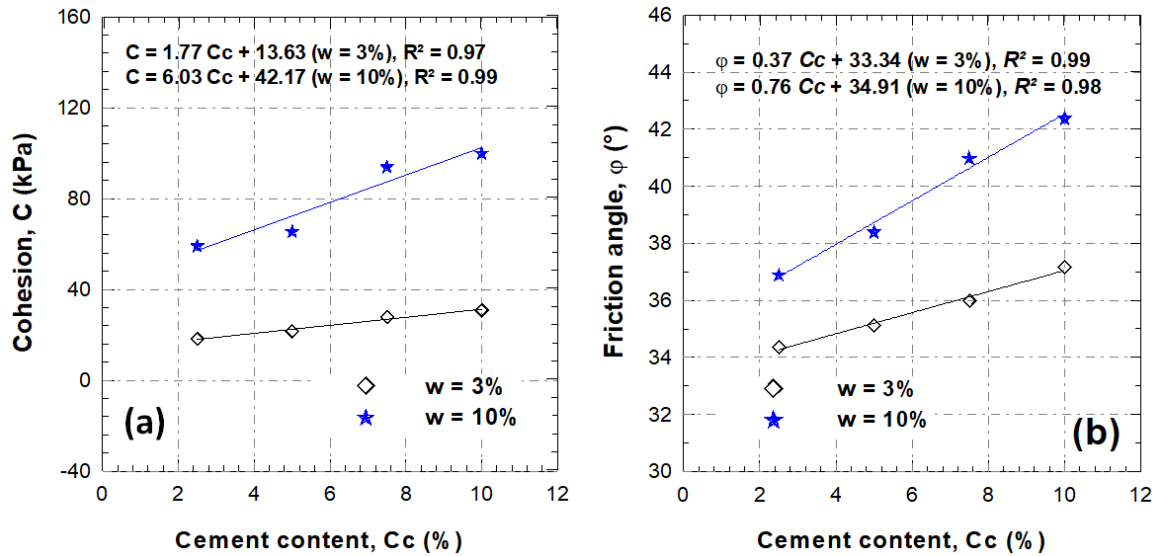 C = 1.77 Cc + 13.63 (w = 3%), R² = 0.97
C = 6.03 Cc + 42.17 (w = 10%), R² = 0.99
160
120
80
40
0
-40
Cohesion, C (kPa)
w = 3%
w = 10%
(a)
0 2 4 6 8 10 12
Cement content, Cc (%)
φ = 0.37 Cc + 33.34 (w = 3%), R² = 0.99
φ = 0.76 Cc + 34.91 (w = 10%), R² = 0.98
46
44
42
40
38
36
34
32
30
Friction angle, φ (°)
w = 3%
w = 10%
(b)
0 2 4 6 8 10 12
Cement content, Cc (%)